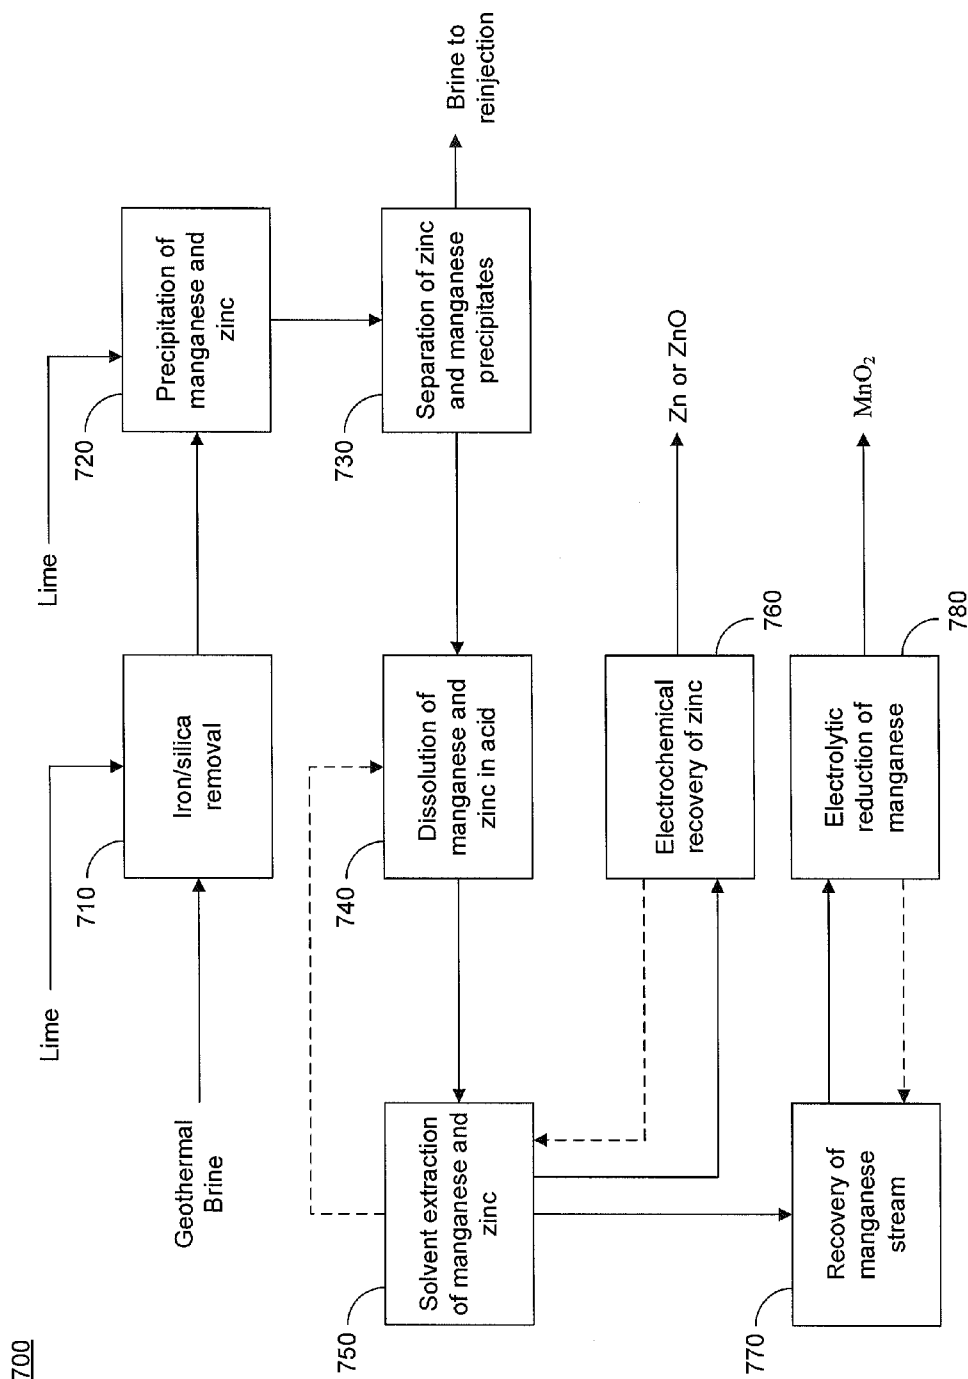 700
Lime
Lime
710
Iron/silica
removal
720
Precipitation of
manganese and
zinc
Geothermal
Brine
740
Dissolution of
manganese and
zinc in acid
730
Separation of zinc
and manganese
precipitates
Brine to
reinjection
750
Solvent extraction
of manganese and
zinc
Electrochemical
recovery of zinc
760
Zn or ZnO
770
Recovery of
manganese
stream
Electrolytic
reduction of
manganese
780
MnO₂